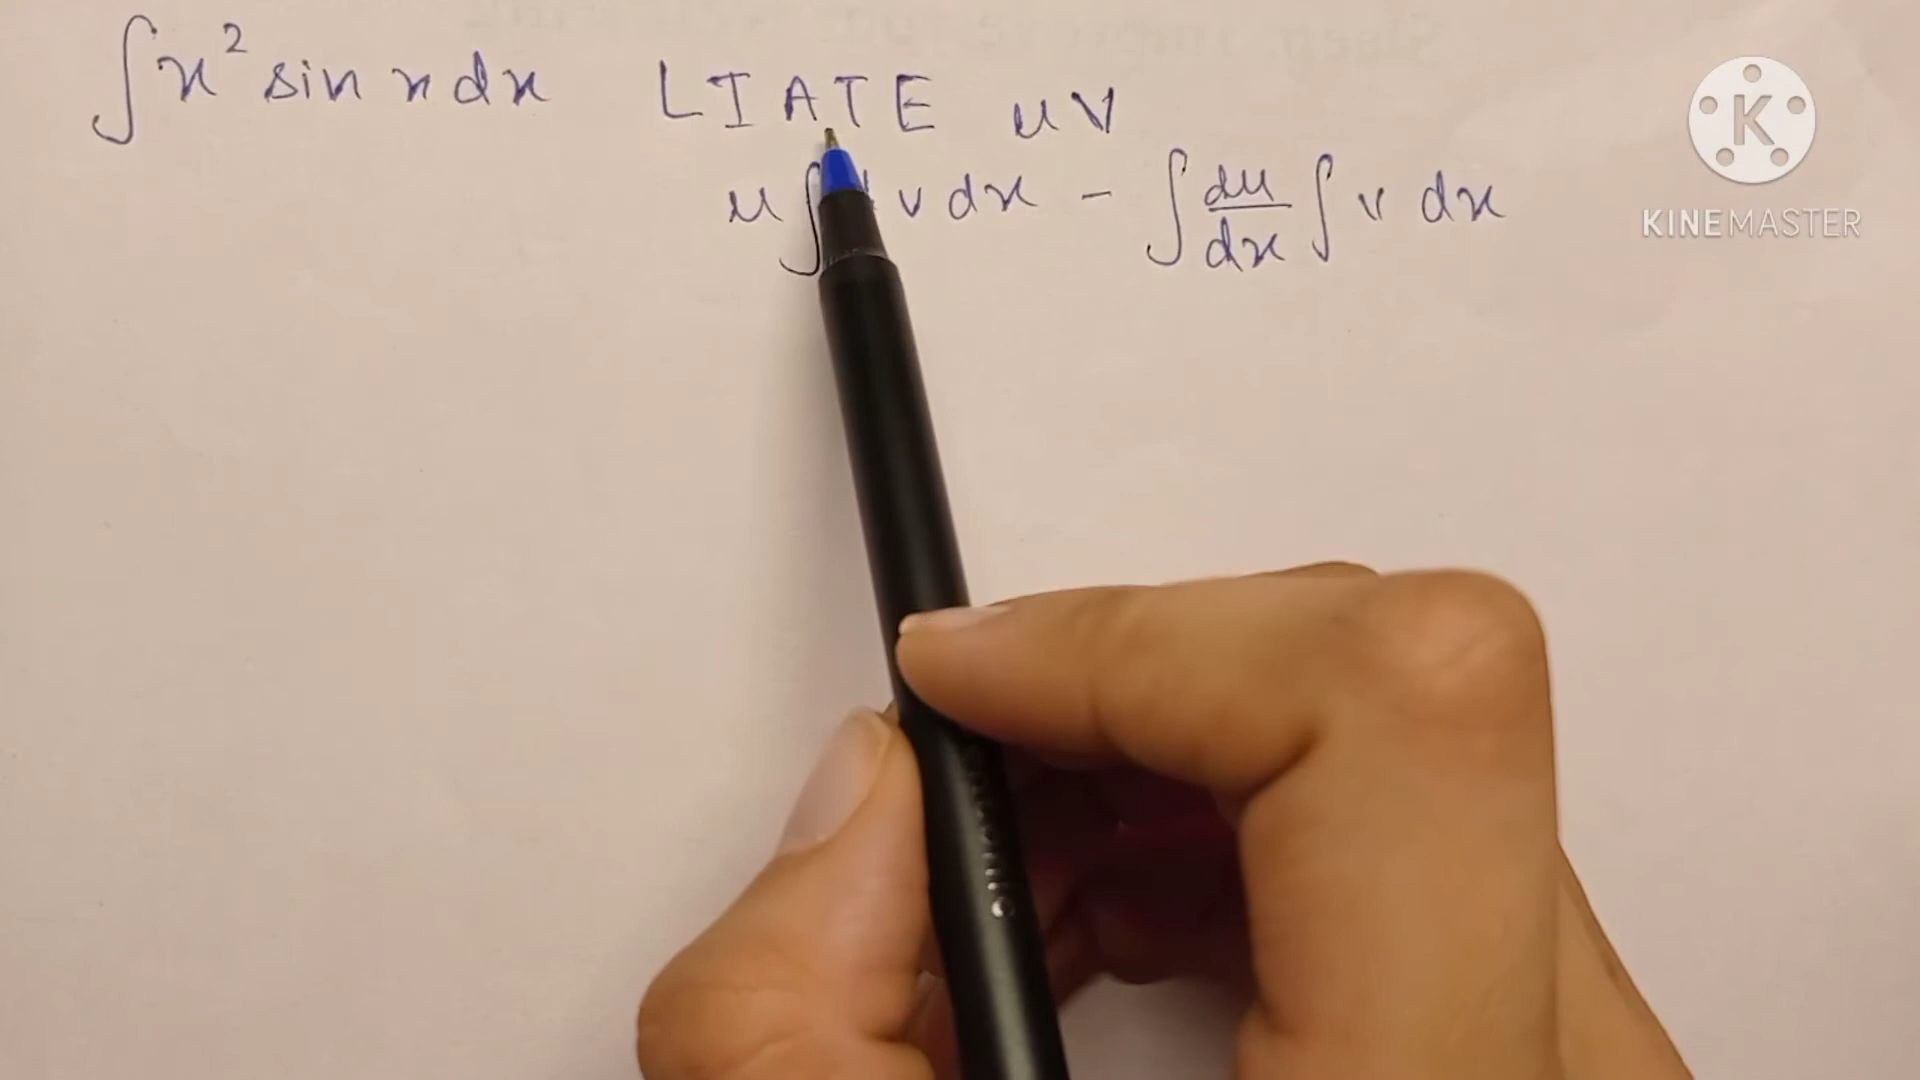 ∫x² sin x dx LIATE uv
u∫ v dx - ∫ du/dx ∫ v dx
K
KINEMASTER